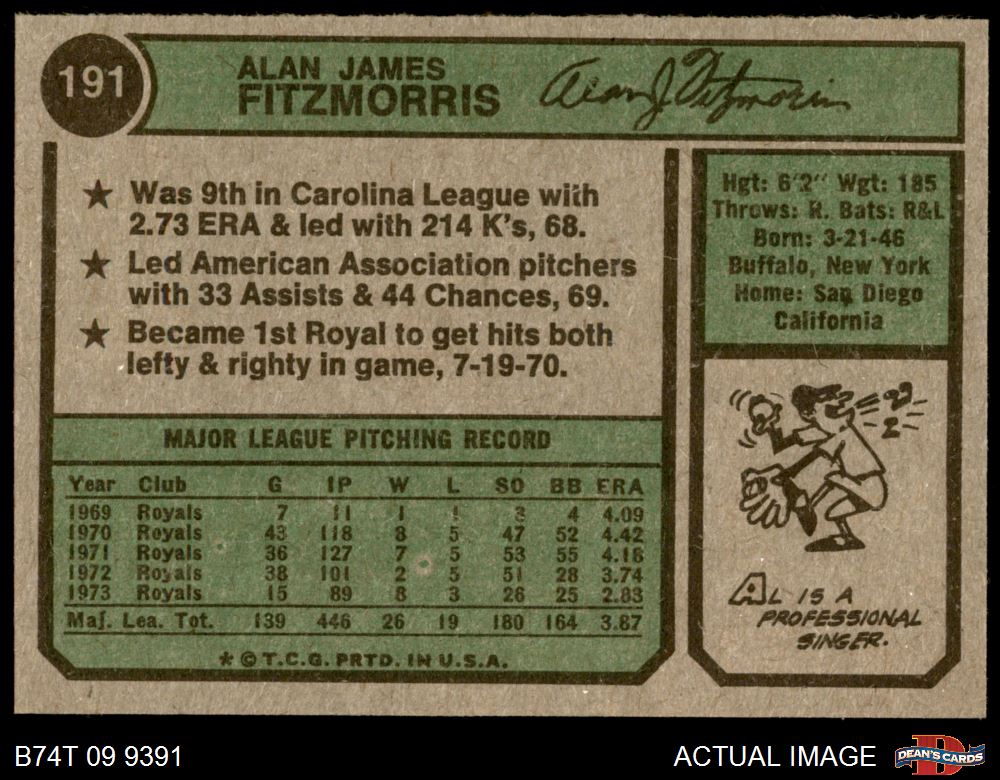 191
ALAN JAMES
FITZMORRIS
Alan J. Fitzmorris
★ Was 9th in Carolina League with
2.73 ERA & led with 214 K's, 68.
★ Led American Association pitchers
with 33 Assists & 44 Chances, 69.
★ Became 1st Royal to get hits both
lefty & righty in game, 7-19-70.
MAJOR LEAGUE PITCHING RECORD
Year Club G IP W L SO BB ERA
1969 Royals 7 11 1 1 3 4 4.09
1970 Royals 43 118 8 5 47 52 4.42
1971 Royals 36 127 7 5 53 55 4.18
1972 Royals 38 101 2 5 51 28 3.74
1973 Royals 15 89 8 3 26 25 2.83
Maj. Lea. Tot. 139 446 26 19 180 164 3.87
* © T.C.G. PRTD. IN U.S.A.
Hgt: 6'2" Wgt: 185
Throws: R. Bats: R&L
Born: 3-21-46
Buffalo, New York
Home: San Diego
California
AL IS A
PROFESSIONAL
SINGER.
B74T 09 9391
ACTUAL IMAGE
D
DEAN'S CARDS